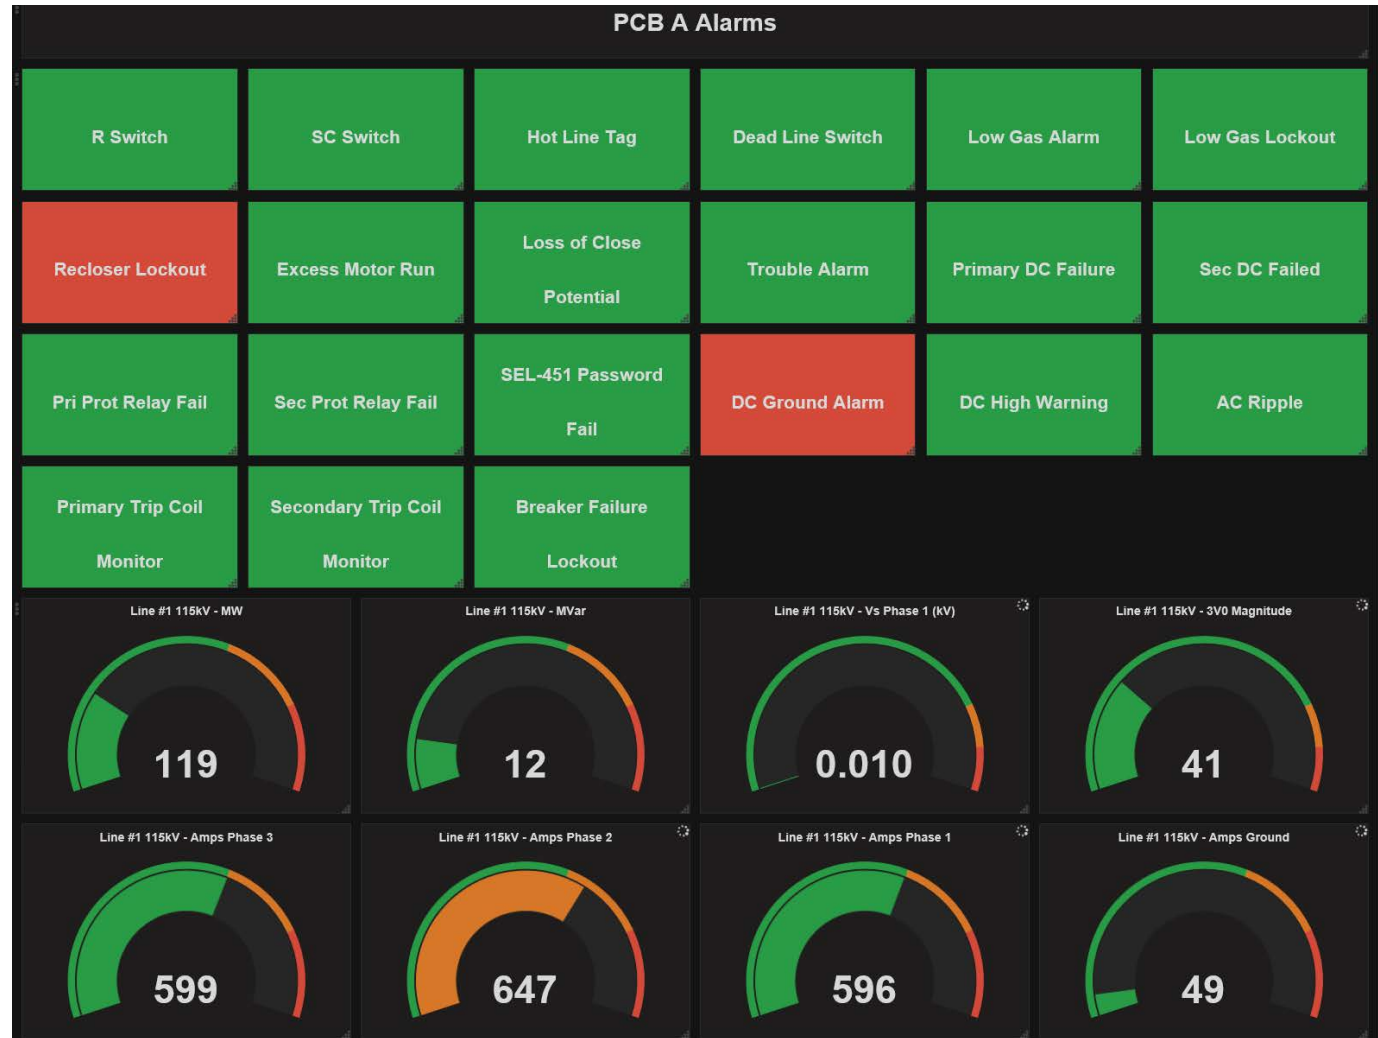 PCB A Alarms
R Switch
SC Switch
Hot Line Tag
Dead Line Switch
Low Gas Alarm
Low Gas Lockout
Recloser Lockout
Excess Motor Run
Loss of Close
Potential
Trouble Alarm
Primary DC Failure
Sec DC Failed
Pri Prot Relay Fail
Sec Prot Relay Fail
SEL-451 Password
Fail
DC Ground Alarm
DC High Warning
AC Ripple
Primary Trip Coil
Monitor
Secondary Trip Coil
Monitor
Breaker Failure
Lockout
Line #1 115kV - MW
119
Line #1 115kV - MVar
12
Line #1 115kV - Vs Phase 1 (kV)
0.010
Line #1 115kV - 3V0 Magnitude
41
Line #1 115kV - Amps Phase 3
599
Line #1 115kV - Amps Phase 2
647
Line #1 115kV - Amps Phase 1
596
Line #1 115kV - Amps Ground
49